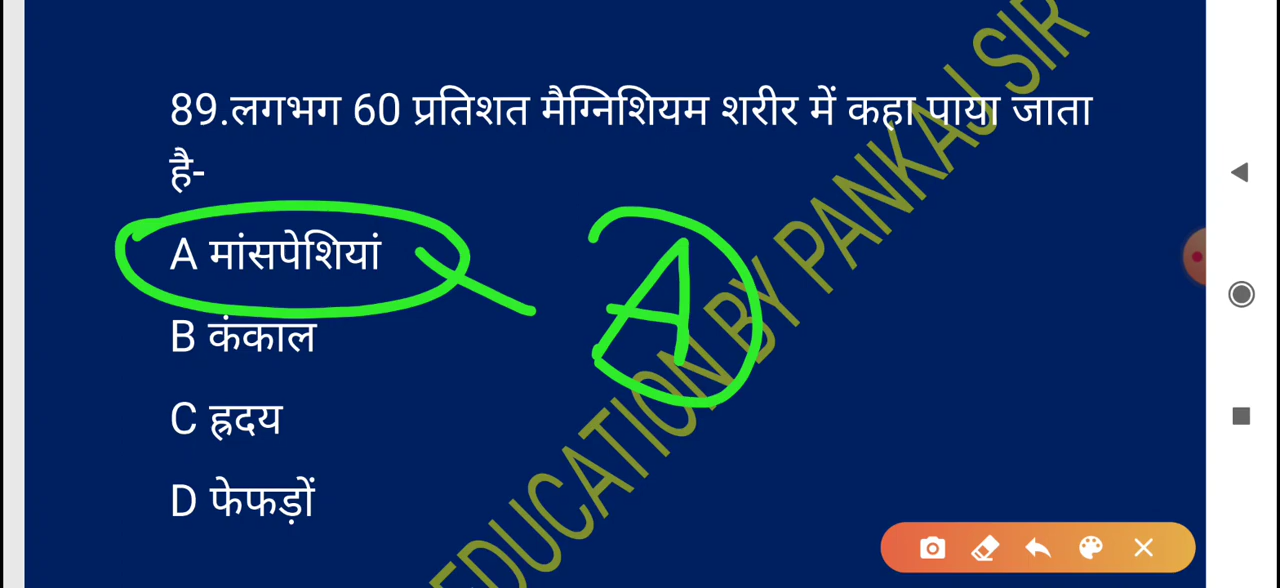 89.लगभग 60 प्रतिशत मैग्निशियम शरीर में कहा पाया जाता
है-
A मांसपेशियां
A
B कंकाल
C ह्रदय
D फेफड़ों
EDUCATION BY PANKAJ SIR